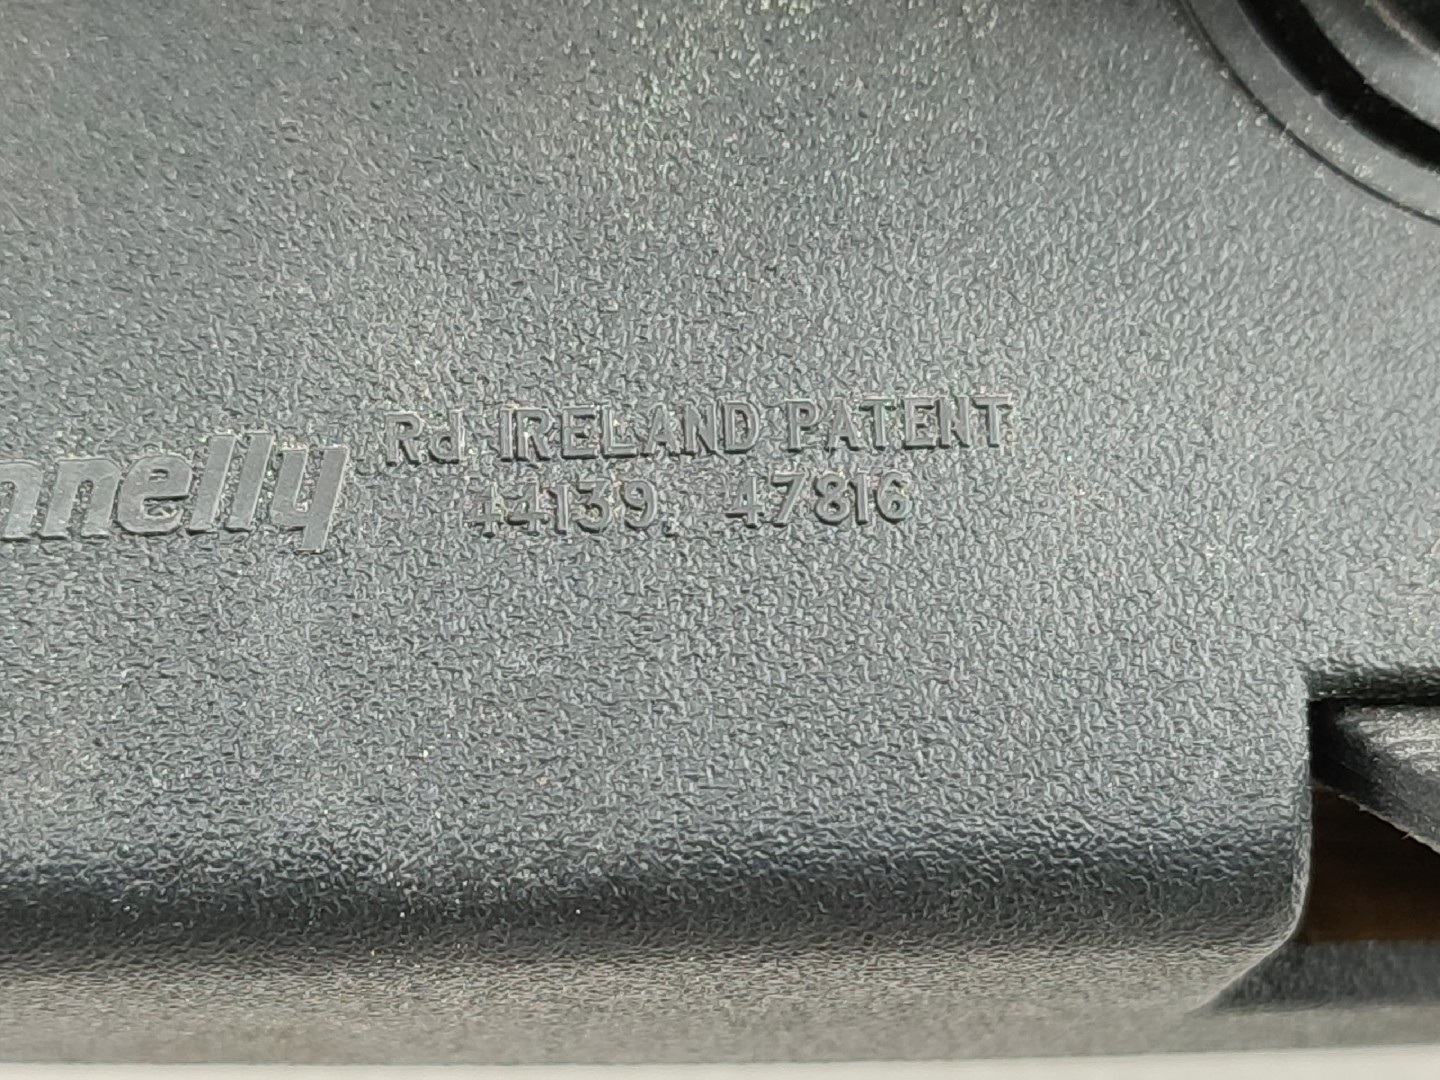 nnelly Rd IRELAND PATENT
44139, 47816